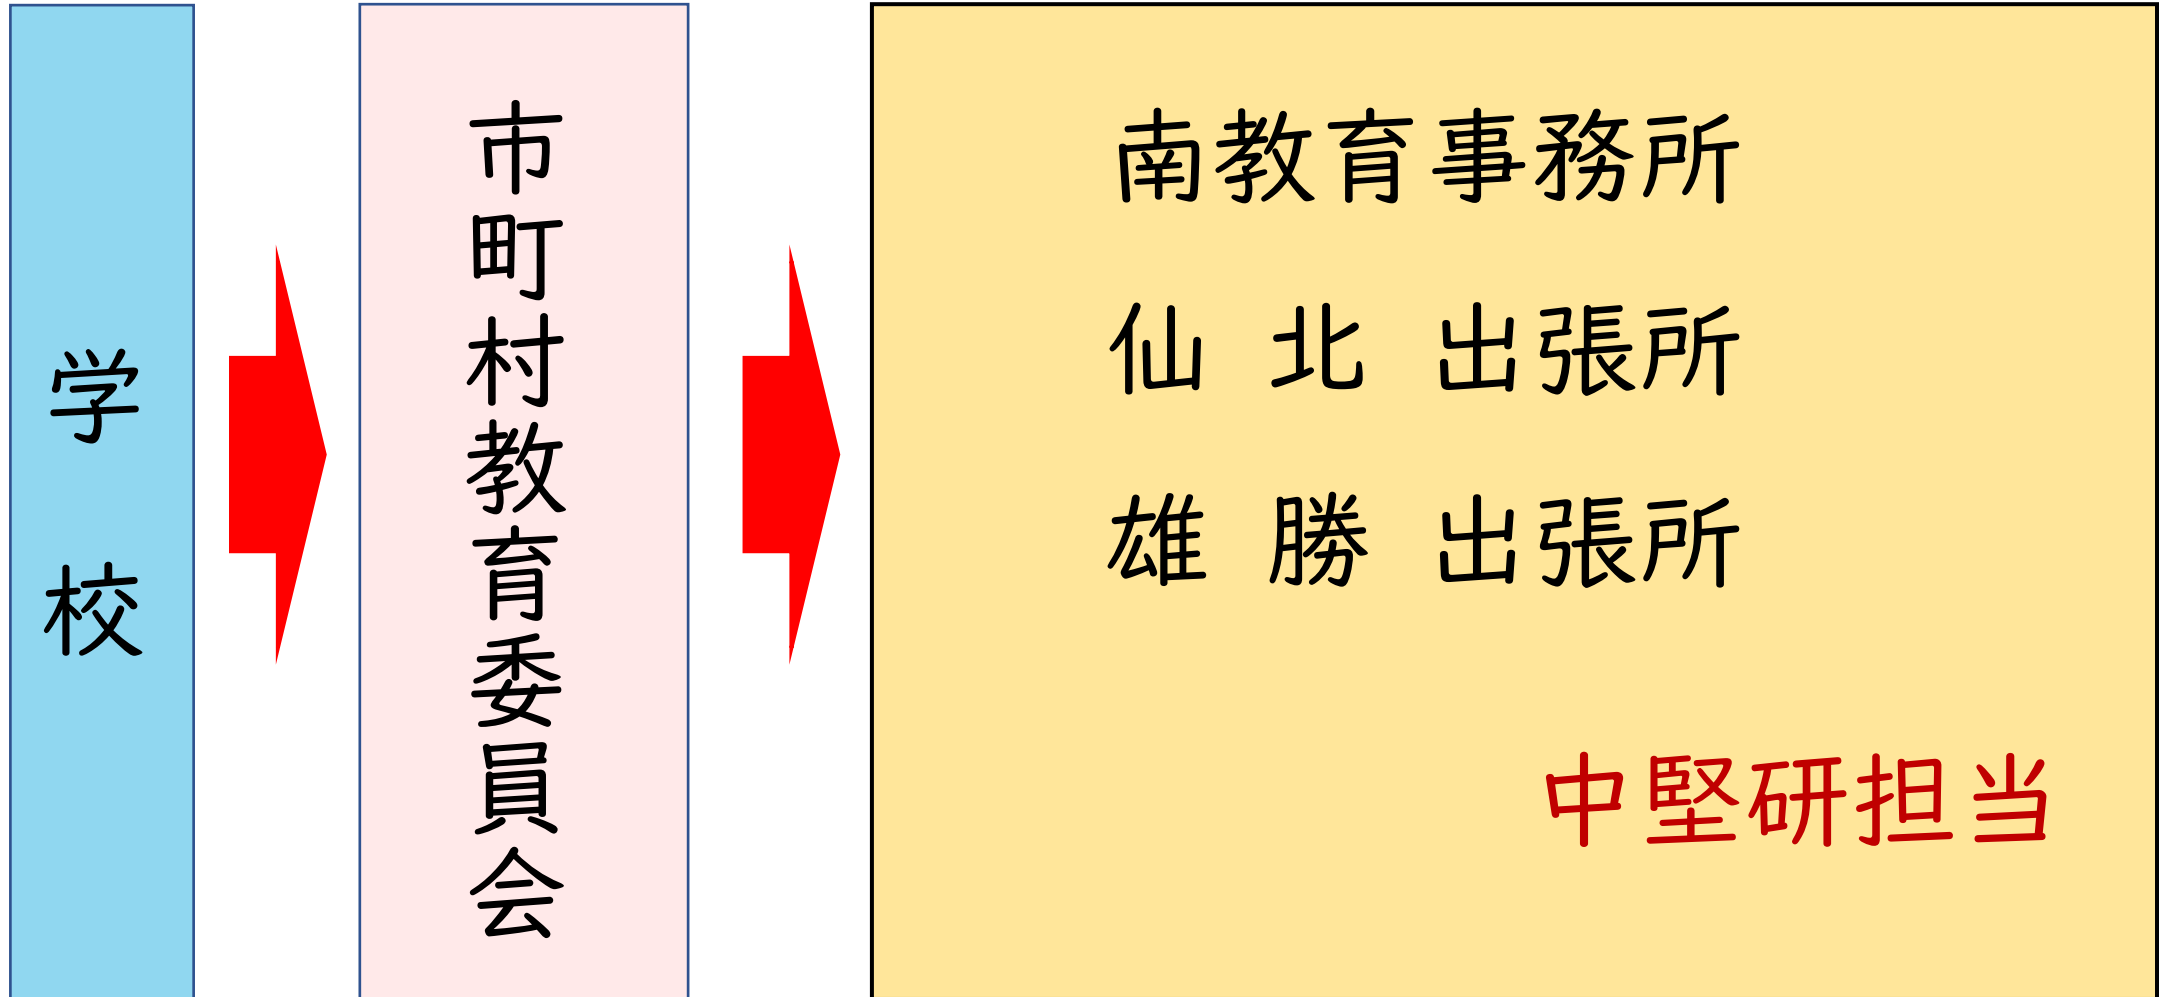 学校
市町村教育委員会
南教育事務所
仙 北 出張所
雄 勝 出張所
中堅研担当